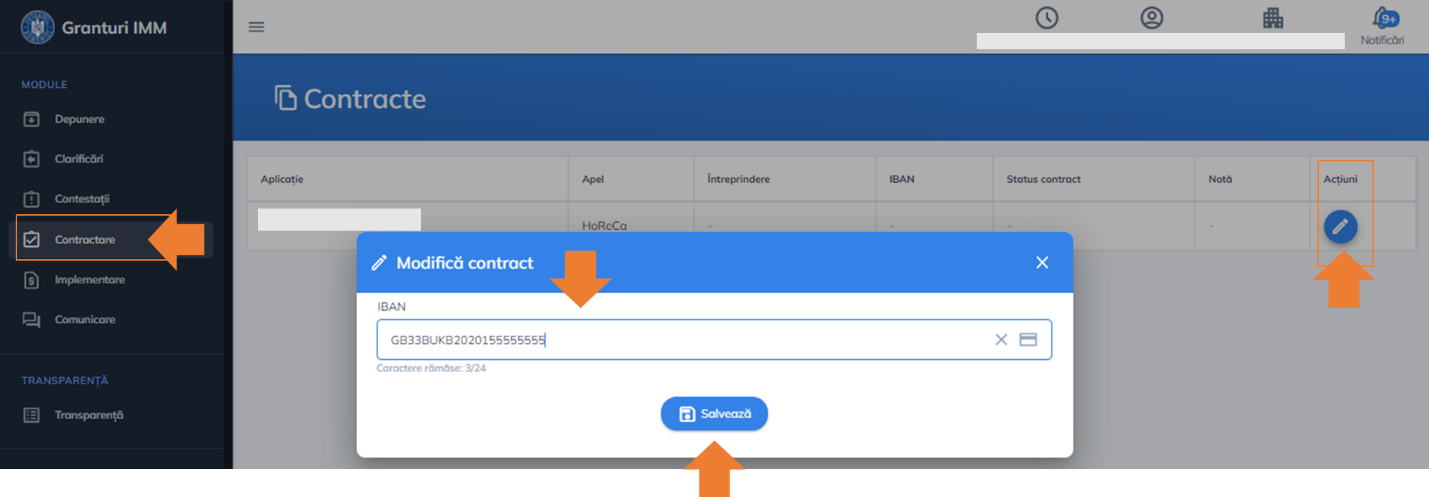 Granturi IMM
9+
Notificări
MODULE
Depunere
Clarificări
Contestații
Contractare
Implementare
Comunicare
TRANSPARENȚĂ
Transparență
Contracte
Aplicație Apel Întreprindere IBAN Status contract Notă Acțiuni
HoReCa - - - -
Modifică contract
IBAN
GB33BUKB2020155555555
Caractere rămăse: 3/24
Salvează